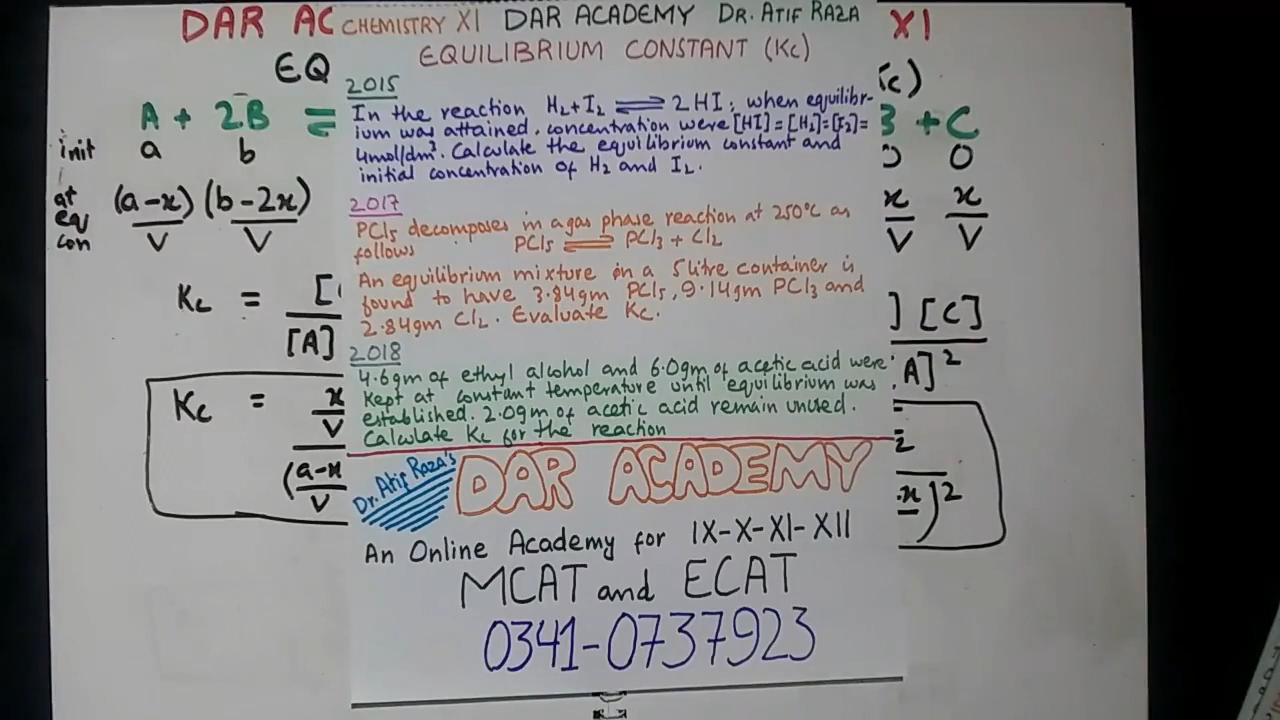 DAR AC
CHEMISTRY XI DAR ACADEMY DR. ATIF RAZA
XI
EQUILIBRIUM CONSTANT (Kc)
EQ
c)
2015
In the reaction H₂+I₂ ⇌ 2HI, when equilibr-
ium was attained, concentration were [HI]=[H₂]=[I₂]=
4mol/dm³. Calculate the equilibrium constant and
initial concentration of H₂ and I₂.
A + 2B ⇌
+ C
init a b
0
at eq con (a-x)/V (b-2x)/V
x/V x/V
2017
PCl₅ decomposes in a gas phase reaction at 250°C as
follows PCl₅ ⇌ PCl₃ + Cl₂
An equilibrium mixture in a 5 litre container is
found to have 3.84gm PCl₅, 9.14gm PCl₃ and
2.84gm Cl₂. Evaluate Kc.
Kc = [
[A]
] [C]
A]²
2018
4.6gm of ethyl alcohol and 6.0gm of acetic acid were
kept at constant temperature until equilibrium was
established. 2.09m of acetic acid remain unused.
Calculate Kc for the reaction
Kc = x/V
(a-x
V
x)²
Dr. Atif Raza's
DAR ACADEMY
An Online Academy for IX-X-XI-XII
MCAT and ECAT
0341-0737923